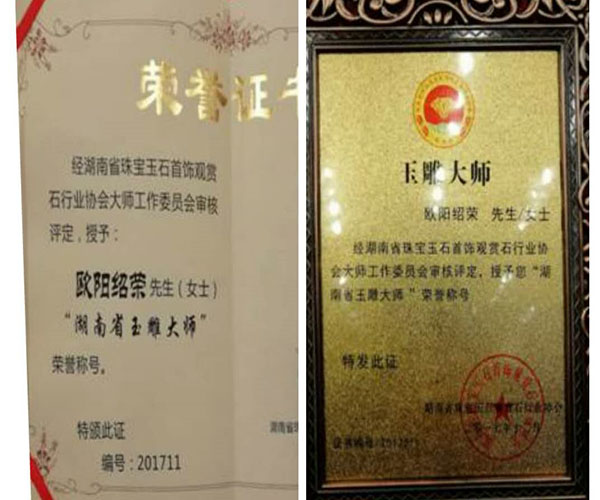 荣誉证
经湖南省珠宝玉石首饰观赏
石行业协会大师工作委员会审核
评定，授予：
欧阳绍荣 先生（女士）
“湖南省玉雕大师”
荣誉称号。
特颁此证
湖南省珠
编号：201711
玉雕大师
欧阳绍荣 先生/女士
经湖南省珠宝玉石首饰观赏石行业协
会大师工作委员会审核评定，授予您“湖
南省玉雕大师”荣誉称号
特发此证